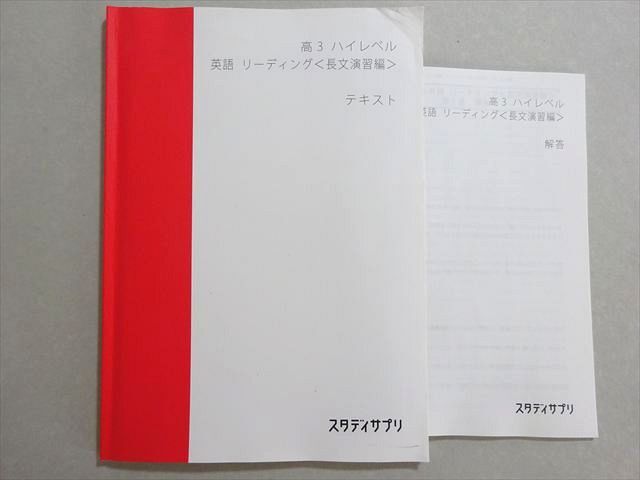 高3 ハイレベル
英語 リーディング＜長文演習編＞
テキスト
スタディサプリ
高3 ハイレベル
英語 リーディング＜長文演習編＞
解答
スタディサプリ